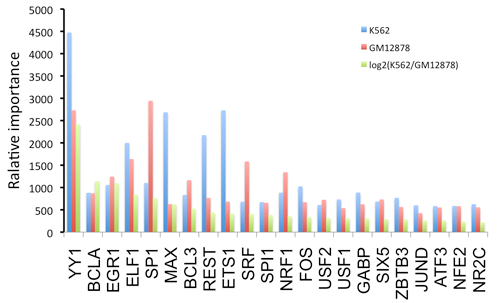 5000
4500
4000
3500
3000
2500
2000
1500
1000
500
0
Ralative importance
K562
GM12878
log2(K562/GM12878)
YY1
BCLA
EGR1
ELF1
SP1
MAX
BCL3
REST
ETS1
SRF
SPI1
NRF1
FOS
USF2
USF1
GABP
SIX5
ZBTB3
JUND
ATF3
NFE2
NR2C